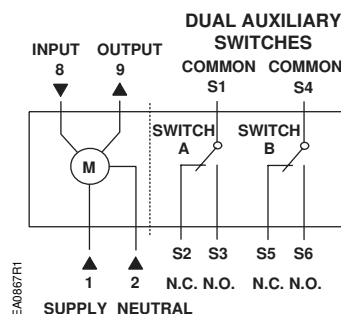 DUAL AUXILIARY
SWITCHES
INPUT OUTPUT
8 9
COMMON COMMON
S1 S4
SWITCH
A
SWITCH
B
M
S2 S3 S5 S6
1 2
N.C. N.O. N.C. N.O.
SUPPLY NEUTRAL
EA0867R1